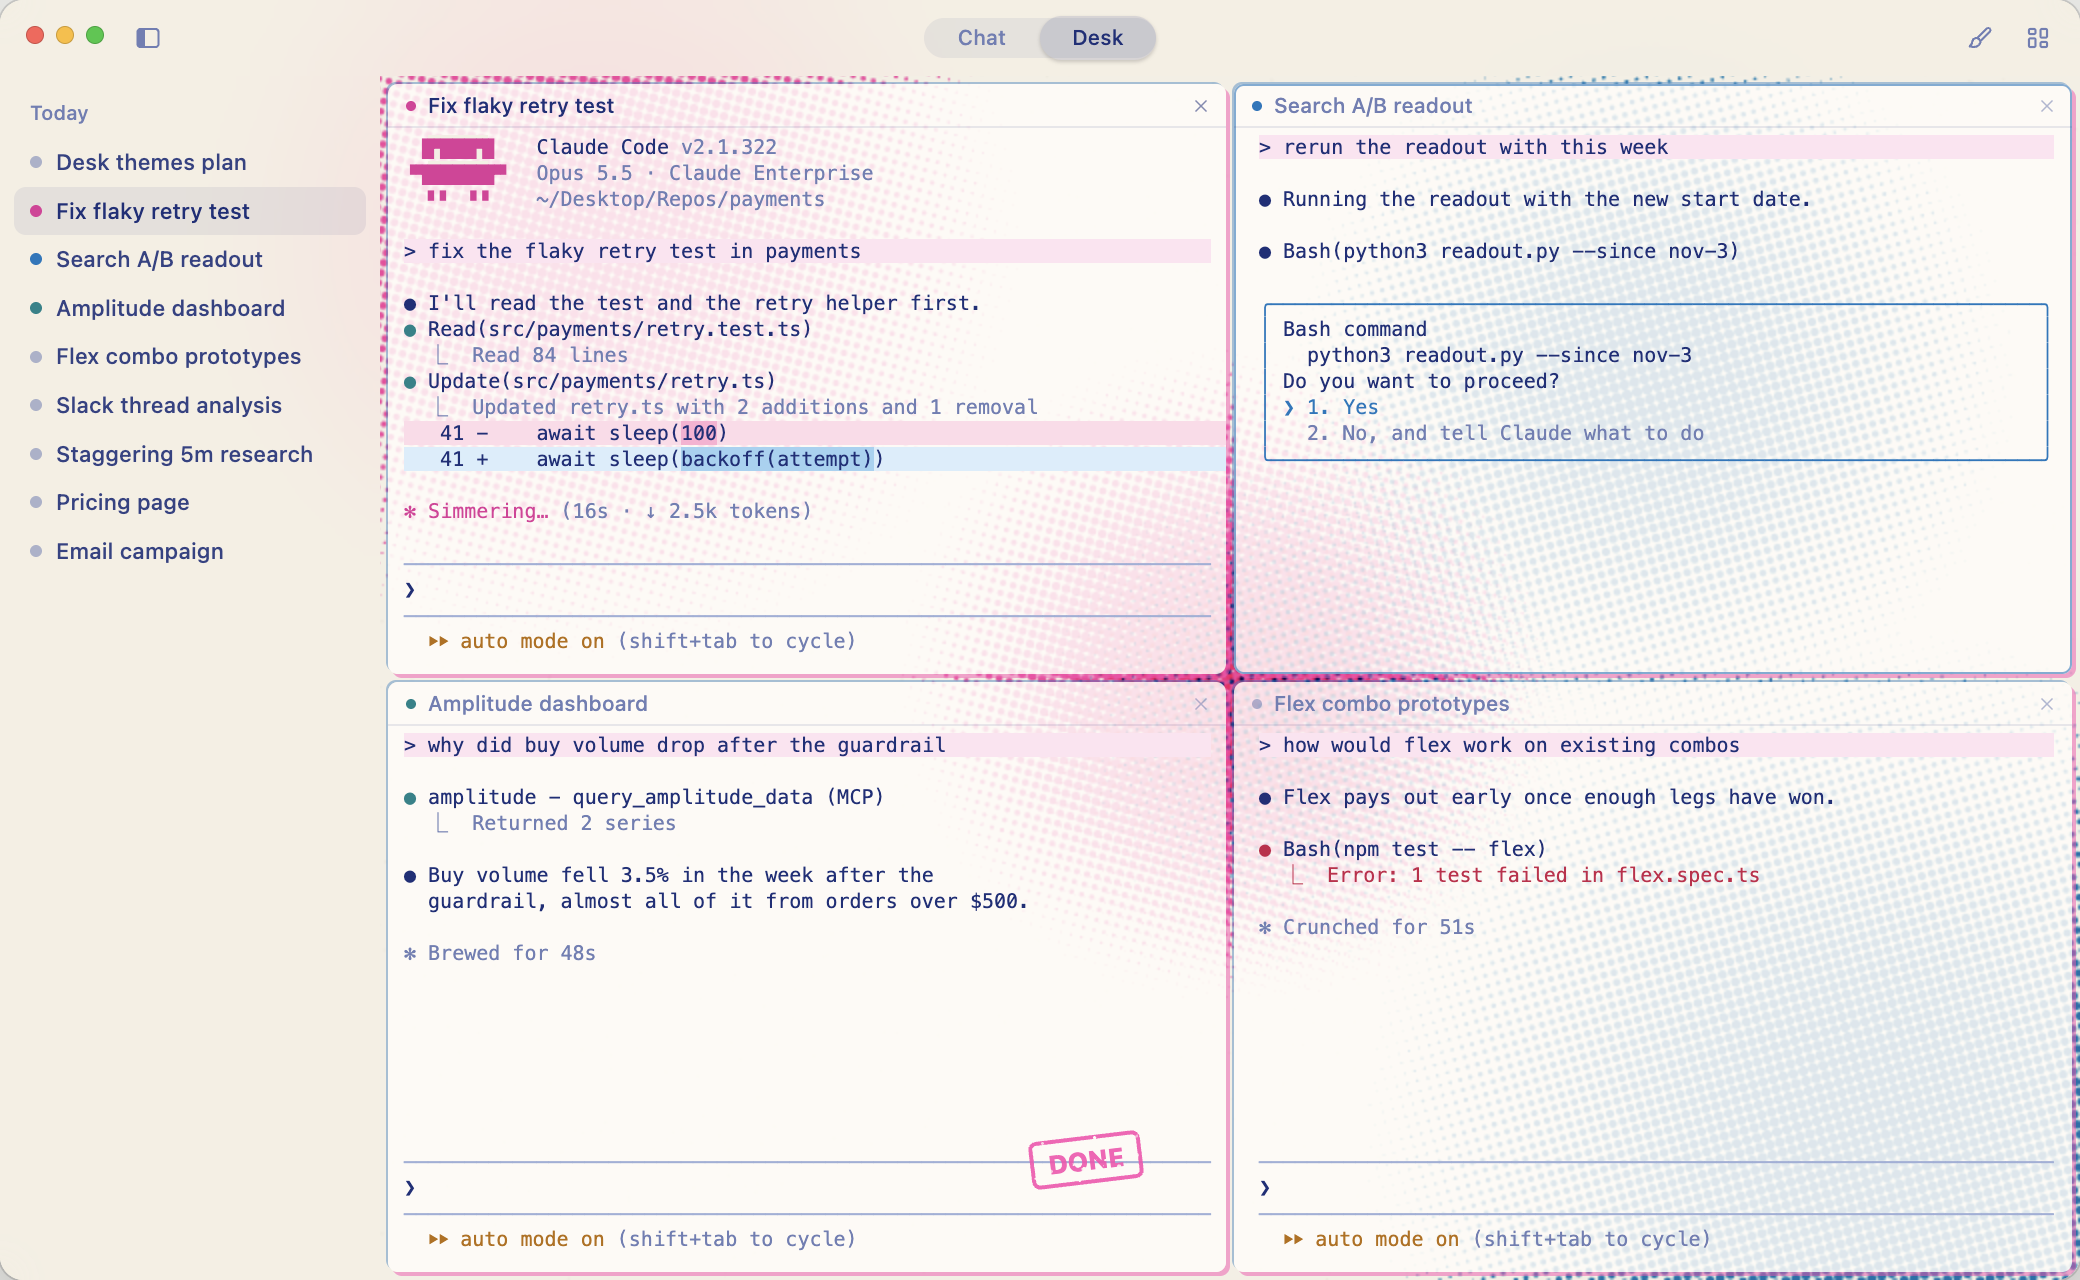 Chat
Desk
Today
Desk themes plan
Fix flaky retry test
Search A/B readout
Amplitude dashboard
Flex combo prototypes
Slack thread analysis
Staggering 5m research
Pricing page
Email campaign
Fix flaky retry test
Claude Code v2.1.322
Opus 5.5 · Claude Enterprise
~/Desktop/Repos/payments
> fix the flaky retry test in payments
● I'll read the test and the retry helper first.
● Read(src/payments/retry.test.ts)
⎿ Read 84 lines
● Update(src/payments/retry.ts)
⎿ Updated retry.ts with 2 additions and 1 removal
41 - await sleep(100)
41 + await sleep(backoff(attempt))
✻ Simmering… (16s · ↓ 2.5k tokens)
❯
⏵⏵ auto mode on (shift+tab to cycle)
Search A/B readout
> rerun the readout with this week
● Running the readout with the new start date.
● Bash(python3 readout.py --since nov-3)
Bash command
python3 readout.py --since nov-3
Do you want to proceed?
❯ 1. Yes
2. No, and tell Claude what to do
Amplitude dashboard
> why did buy volume drop after the guardrail
● amplitude - query_amplitude_data (MCP)
⎿ Returned 2 series
● Buy volume fell 3.5% in the week after the
guardrail, almost all of it from orders over $500.
✻ Brewed for 48s
DONE
❯
⏵⏵ auto mode on (shift+tab to cycle)
Flex combo prototypes
> how would flex work on existing combos
● Flex pays out early once enough legs have won.
● Bash(npm test -- flex)
⎿ Error: 1 test failed in flex.spec.ts
✻ Crunched for 51s
❯
⏵⏵ auto mode on (shift+tab to cycle)